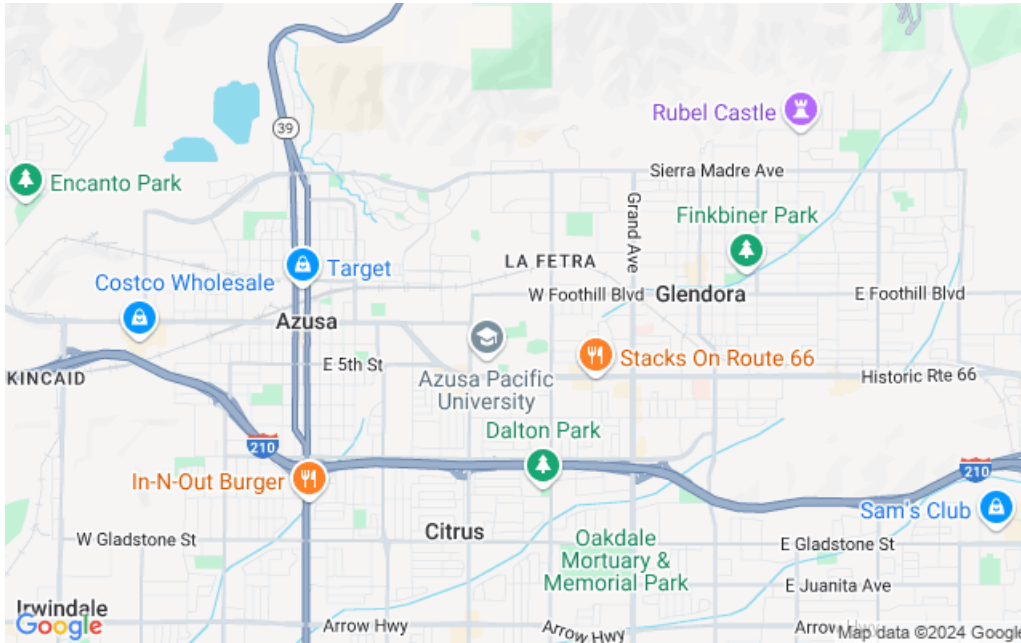 39
Rubel Castle
Encanto Park
Sierra Madre Ave
Grand Ave
Finkbiner Park
LA FETRA
Target
Costco Wholesale
W Foothill Blvd
Glendora
E Foothill Blvd
Azusa
E 5th St
Stacks On Route 66
KINCAID
Azusa Pacific
University
Historic Rte 66
Dalton Park
210
210
In-N-Out Burger
Sam's Club
Citrus
W Gladstone St
Oakdale
Mortuary &
Memorial Park
E Gladstone St
E Juanita Ave
Irwindale
Google
Arrow Hwy
Arrow Hwy
Arrow Hwy
Map data ©2024 Google